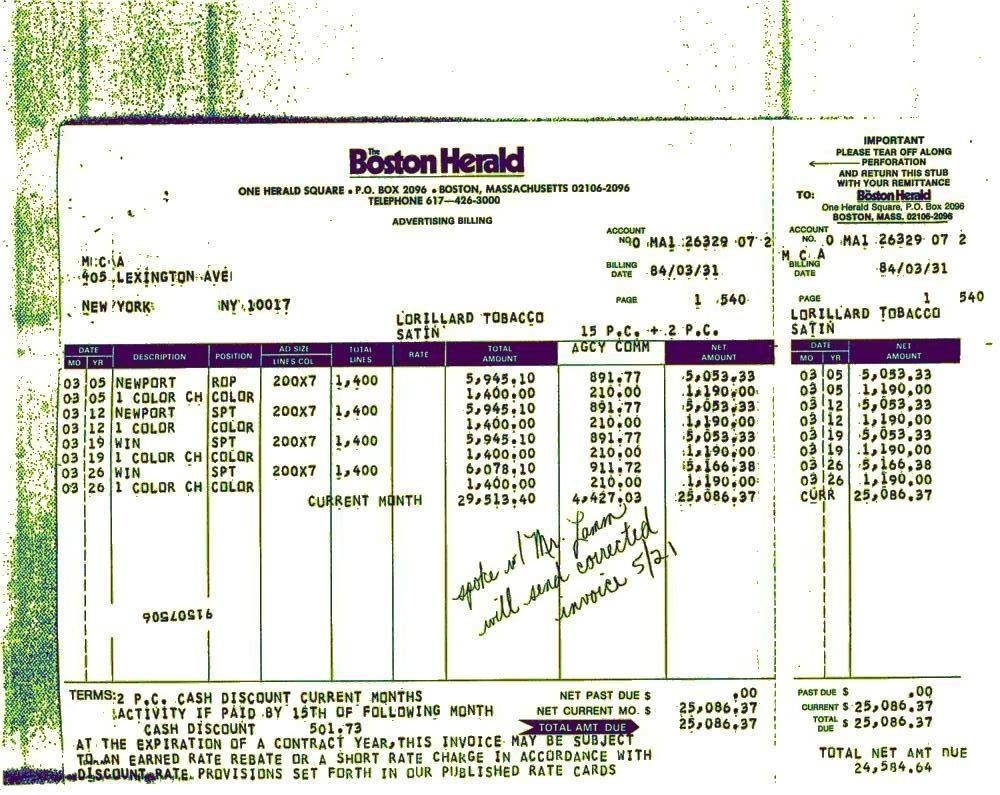 The Boston Herald
ONE HERALD SQUARE • P.O. BOX 2096 • BOSTON, MASSACHUSETTS 02106-2096
TELEPHONE 617—426-3000
ADVERTISING BILLING
IMPORTANT
PLEASE TEAR OFF ALONG
PERFORATION
AND RETURN THIS STUB
WITH YOUR REMITTANCE
TO: The Boston Herald
One Herald Square, P.O. Box 2096
BOSTON, MASS. 02106-2096
ACCOUNT NO. 0 MA1 26329 07 2
ACCOUNT NO. 0 MA1 26329 07 2
M C A
M C A
405 LEXINGTON AVE
BILLING DATE 84/03/31
BILLING DATE 84/03/31
NEW YORK NY 10017
PAGE 1 540
PAGE 1 540
LORILLARD TOBACCO
LORILLARD TOBACCO
SATIN 15 P.C. + 2 P.C.
SATIN
DATE MO YR DESCRIPTION POSITION AD SIZE LINES COL TOTAL LINES RATE TOTAL AMOUNT AGCY COMM NET AMOUNT DATE MO YR NET AMOUNT
03 05 NEWPORT ROP 200X7 1,400 5,945.10 891.77 5,053.33 03 05 5,053.33
03 05 1 COLOR CH COLOR 1,400.00 210.00 1,190.00 03 05 1,190.00
03 12 NEWPORT SPT 200X7 1,400 5,945.10 891.77 5,053.33 03 12 5,053.33
03 12 1 COLOR COLOR 1,400.00 210.00 1,190.00 03 12 1,190.00
03 19 WIN SPT 200X7 1,400 5,945.10 891.77 5,053.33 03 19 5,053.33
03 19 1 COLOR CH COLOR 1,400.00 210.00 1,190.00 03 19 1,190.00
03 26 WIN SPT 200X7 1,400 6,078.10 911.72 5,166.38 03 26 5,166.38
03 26 1 COLOR CH COLOR 1,400.00 210.00 1,190.00 03 26 1,190.00
CURRENT MONTH 29,513.40 4,427.03 25,086.37 CURR 25,086.37
spoke w/ Mr. Lamm
will send corrected
invoice 5/21
91507506
TERMS: 2 P.C. CASH DISCOUNT CURRENT MONTHS
ACTIVITY IF PAID BY 15TH OF FOLLOWING MONTH
CASH DISCOUNT 501.73
AT THE EXPIRATION OF A CONTRACT YEAR, THIS INVOICE MAY BE SUBJECT
TO AN EARNED RATE REBATE OR A SHORT RATE CHARGE IN ACCORDANCE WITH
DISCOUNT RATE PROVISIONS SET FORTH IN OUR PUBLISHED RATE CARDS
NET PAST DUE $ .00
NET CURRENT MO. $ 25,086.37
TOTAL AMT DUE 25,086.37
PAST DUE $ .00
CURRENT $ 25,086.37
TOTAL DUE $ 25,086.37
TOTAL NET AMT DUE
24,584.64